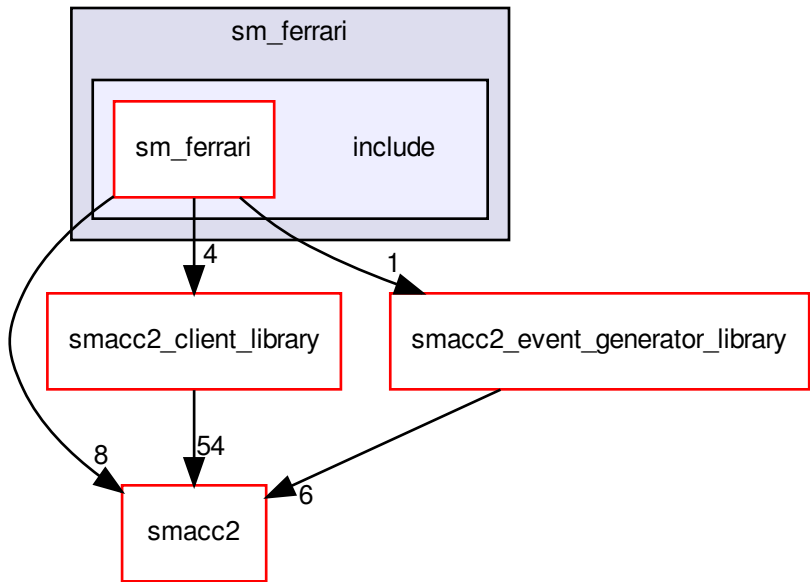 sm_ferrari
sm_ferrari
include
4
1
smacc2_client_library
smacc2_event_generator_library
8
54
6
smacc2